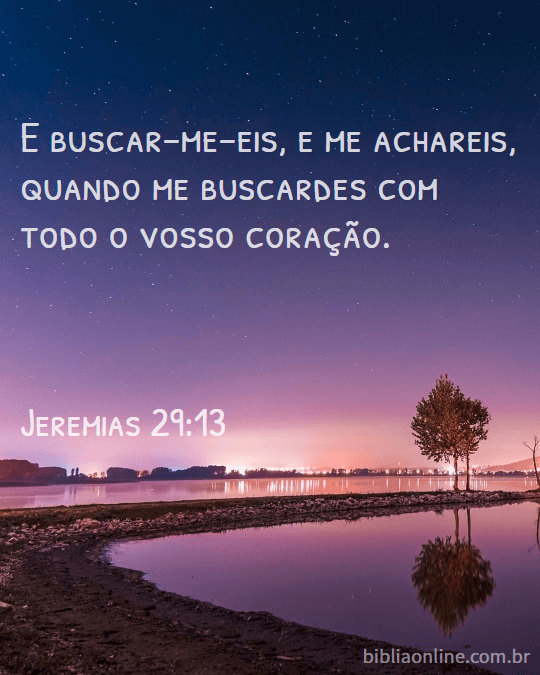 E buscar-me-eis, e me achareis,
quando me buscardes com
todo o vosso coração.
Jeremias 29:13
bibliaonline.com.br